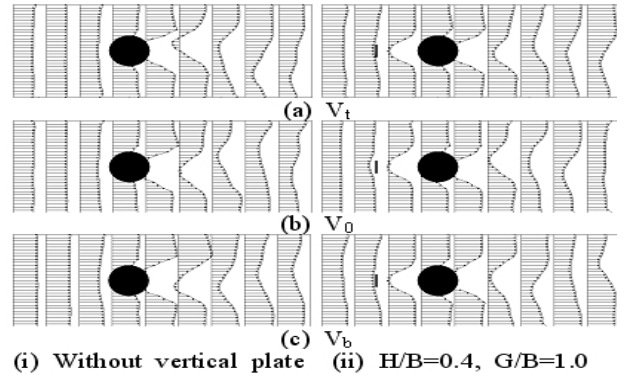 (a) Vt
(b) V0
(c) Vb
(i) Without vertical plate (ii) H/B=0.4, G/B=1.0